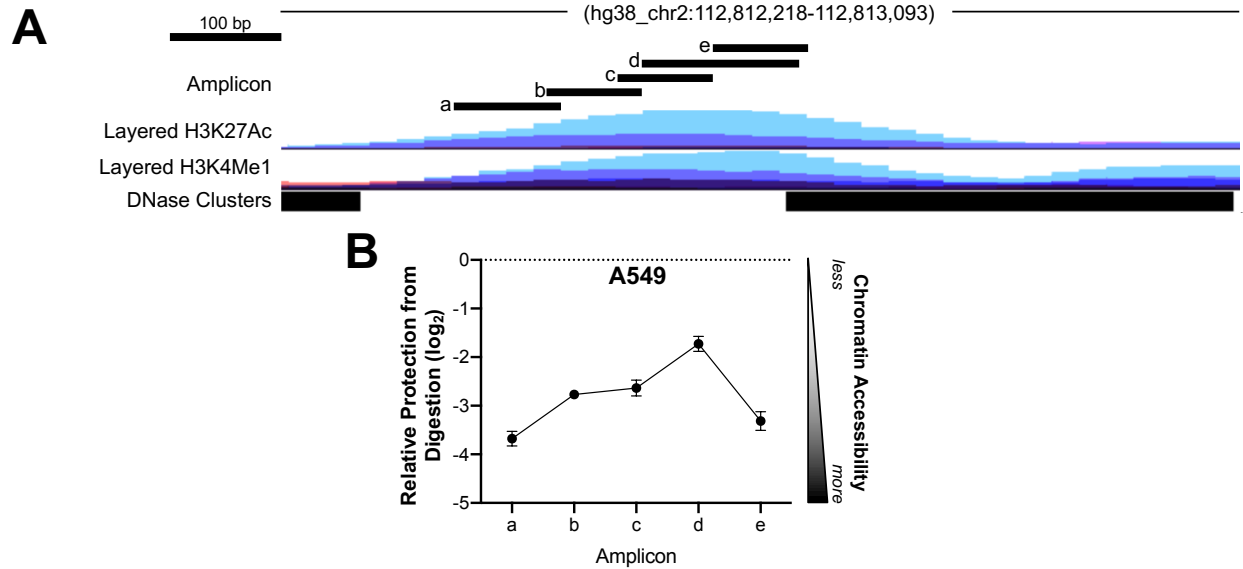 A
(hg38_chr2:112,812,218-112,813,093)
100 bp
e
d
Amplicon
c
b
a
Layered H3K27Ac
Layered H3K4Me1
DNase Clusters
B
A549
Relative Protection from
Digestion (log₂)
0
-1
-2
-3
-4
-5
a b c d e
Amplicon
less
more
Chromatin Accessibility